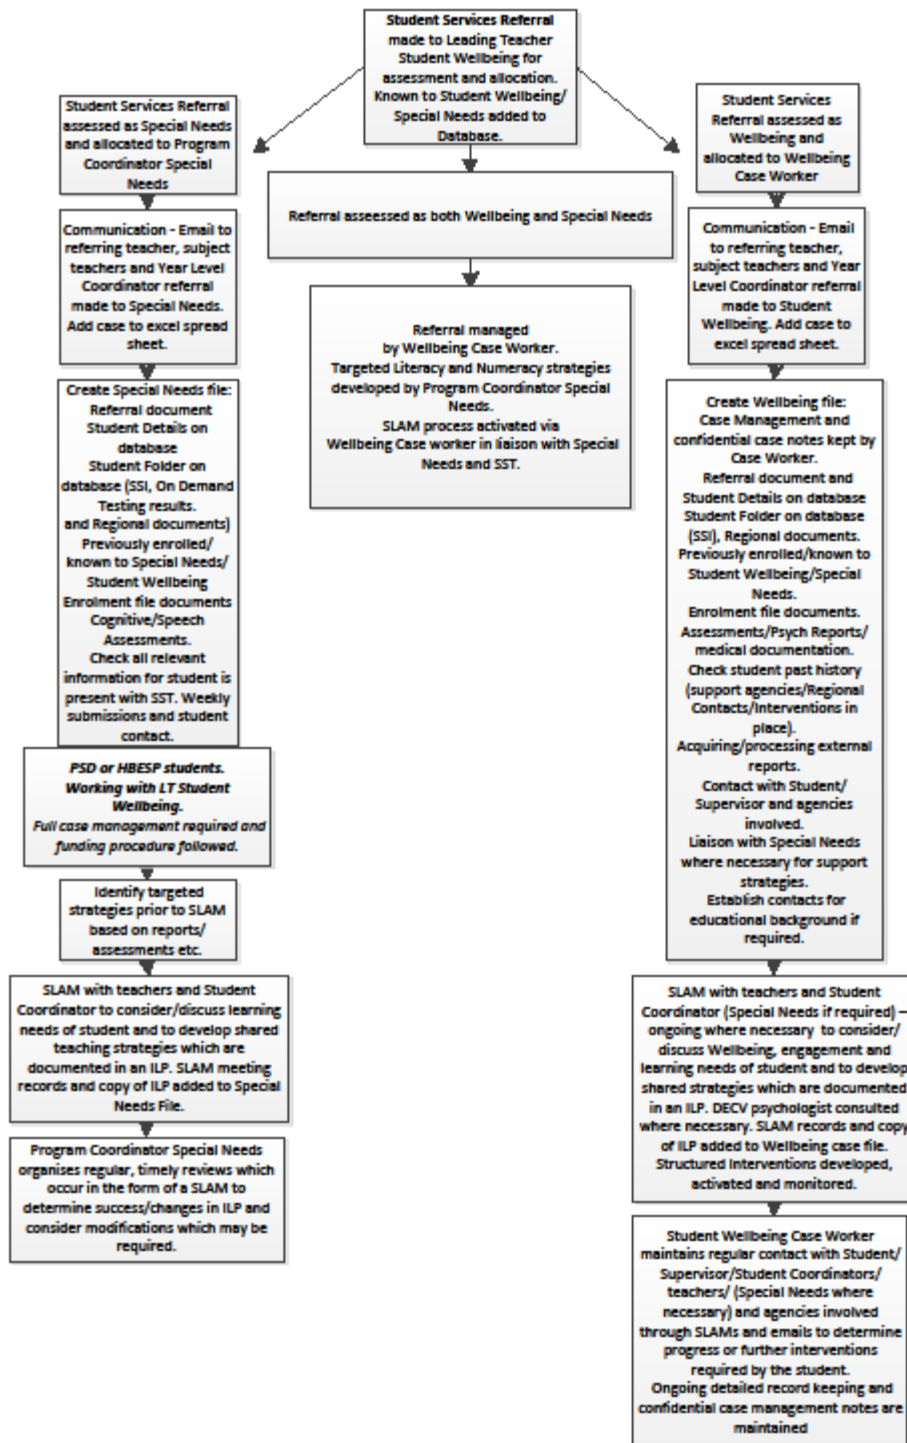 Student Services Referral
made to Leading Teacher
Student Wellbeing for
assessment and allocation.
Known to Student Wellbeing/
Special Needs added to
Database.
Student Services Referral
assessed as Special Needs
and allocated to Program
Coordinator Special
Needs
Student Services
Referral assessed as
Wellbeing and
allocated to Wellbeing
Case Worker
Referral asseessed as both Wellbeing and Special Needs
Communication - Email to
referring teacher, subject
teachers and Year Level
Coordinator referral
made to Special Needs.
Add case to excel spread
sheet.
Communication - Email
to referring teacher,
subject teachers and Year
Level Coordinator referral
made to Student
Wellbeing. Add case to
excel spread sheet.
Referral managed
by Wellbeing Case Worker.
Targeted Literacy and Numeracy strategies
developed by Program Coordinator Special
Needs.
SLAM process activated via
Wellbeing Case worker in liaison with Special
Needs and SST.
Create Special Needs file:
Referral document
Student Details on
database
Student Folder on
database (SSI, On Demand
Testing results.
and Regional documents)
Previously enrolled/
known to Special Needs/
Student Wellbeing
Enrolment file documents
Cognitive/Speech
Assessments.
Check all relevant
information for student is
present with SST. Weekly
submissions and student
contact.
Create Wellbeing file:
Case Management and
confidential case notes kept by
Case Worker.
Referral document and
Student Details on database
Student Folder on database
(SSI), Regional documents.
Previously enrolled/known to
Student Wellbeing/Special
Needs.
Enrolment file documents.
Assessments/Psych Reports/
medical documentation.
Check student past history
(support agencies/Regional
Contacts/Interventions in
place).
Acquiring/processing external
reports.
Contact with Student/
Supervisor and agencies
involved.
Liaison with Special Needs
where necessary for support
strategies.
Establish contacts for
educational background if
required.
PSD or HBESP students.
Working with LT Student
Wellbeing.
Full case management required and
funding procedure followed.
Identify targeted
strategies prior to SLAM
based on reports/
assessments etc.
SLAM with teachers and Student
Coordinator to consider/discuss learning
needs of student and to develop shared
teaching strategies which are
documented in an ILP. SLAM meeting
records and copy of ILP added to Special
Needs File.
SLAM with teachers and Student
Coordinator (Special Needs if required) –
ongoing where necessary to consider/
discuss Wellbeing, engagement and
learning needs of student and to develop
shared strategies which are documented
in an ILP. DECV psychologist consulted
where necessary. SLAM records and copy
of ILP added to Wellbeing case file.
Structured Interventions developed,
activated and monitored.
Program Coordinator Special Needs
organises regular, timely reviews which
occur in the form of a SLAM to
determine success/changes in ILP and
consider modifications which may be
required.
Student Wellbeing Case Worker
maintains regular contact with Student/
Supervisor/Student Coordinators/
teachers/ (Special Needs where
necessary) and agencies involved
through SLAMs and emails to determine
progress or further interventions
required by the student.
Ongoing detailed record keeping and
confidential case management notes are
maintained